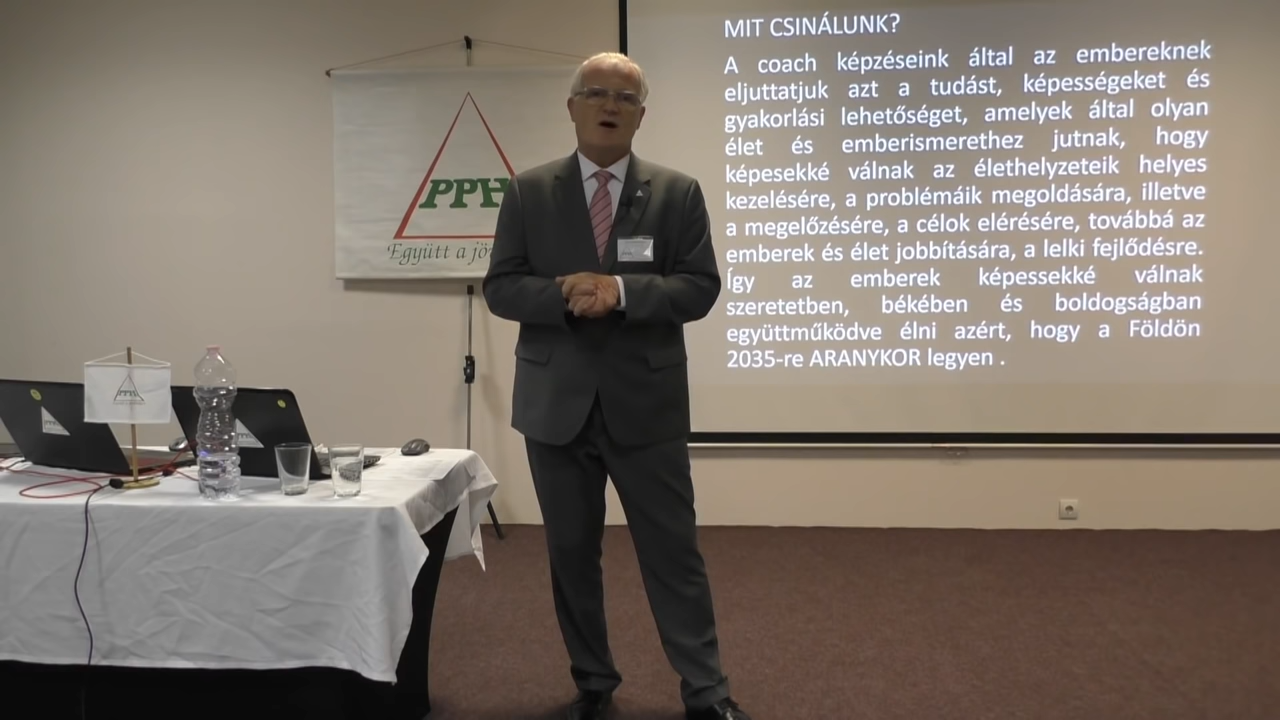 MIT CSINÁLUNK?
A coach képzéseink által az embereknek
eljuttatjuk azt a tudást, képességeket és
gyakorlási lehetőséget, amelyek által olyan
élet és emberismerethez jutnak, hogy
képesekké válnak az élethelyzeteik helyes
kezelésére, a problémáik megoldására, illetve
a megelőzésére, a célok elérésére, továbbá az
emberek és élet jobbítására, a lelki fejlődésre.
Így az emberek képessekké válnak
szeretetben, békében és boldogságban
együttműködve élni azért, hogy a Földön
2035-re ARANYKOR legyen .
PPH
Együtt a jö
PPH